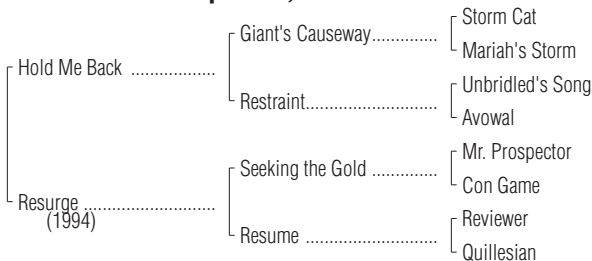 Giant's Causeway..............
Storm Cat
Mariah's Storm
Hold Me Back ..................
Restraint............................
Unbridled's Song
Avowal
Seeking the Gold ..............
Mr. Prospector
Con Game
Resurge ............................
(1994)
Resume ............................
Reviewer
Quillesian